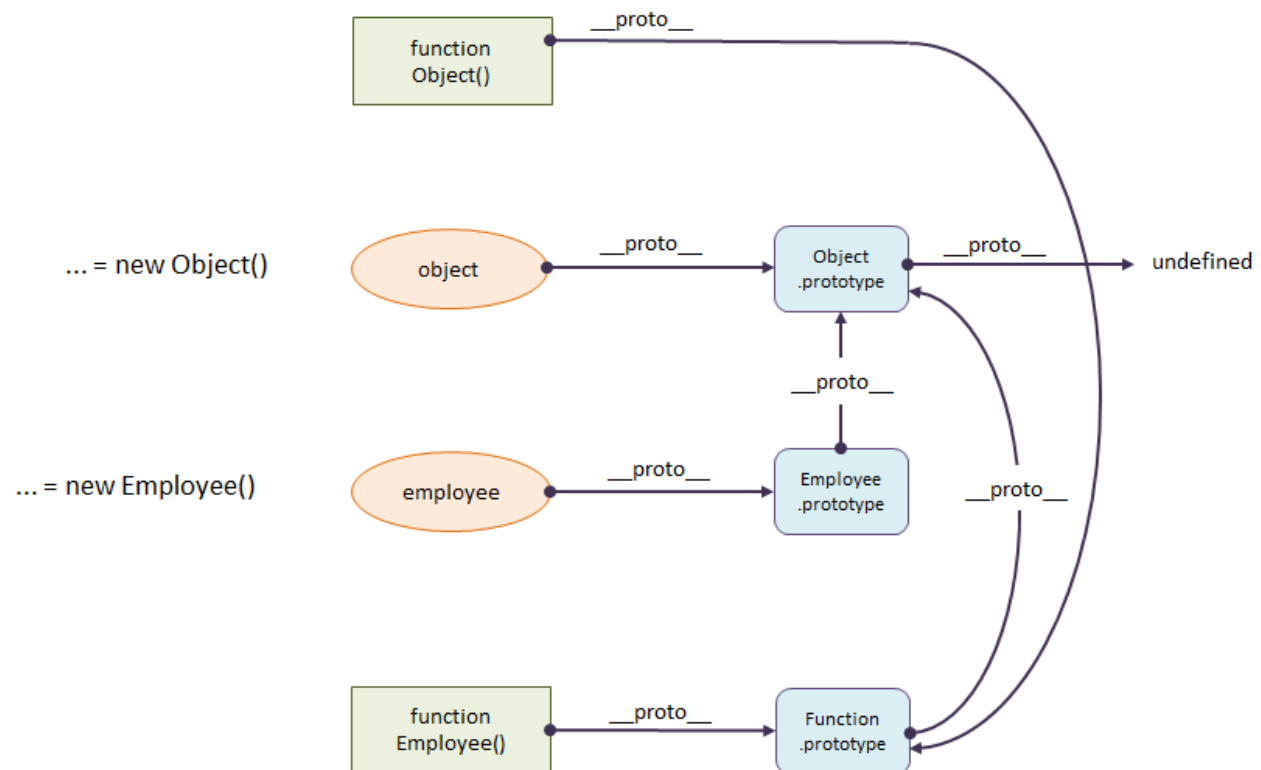 __proto__
function
Object()
... = new Object()
object
__proto__
Object
.prototype
__proto__
undefined
__proto__
... = new Employee()
employee
__proto__
Employee
.prototype
__proto__
function
Employee()
__proto__
Function
.prototype